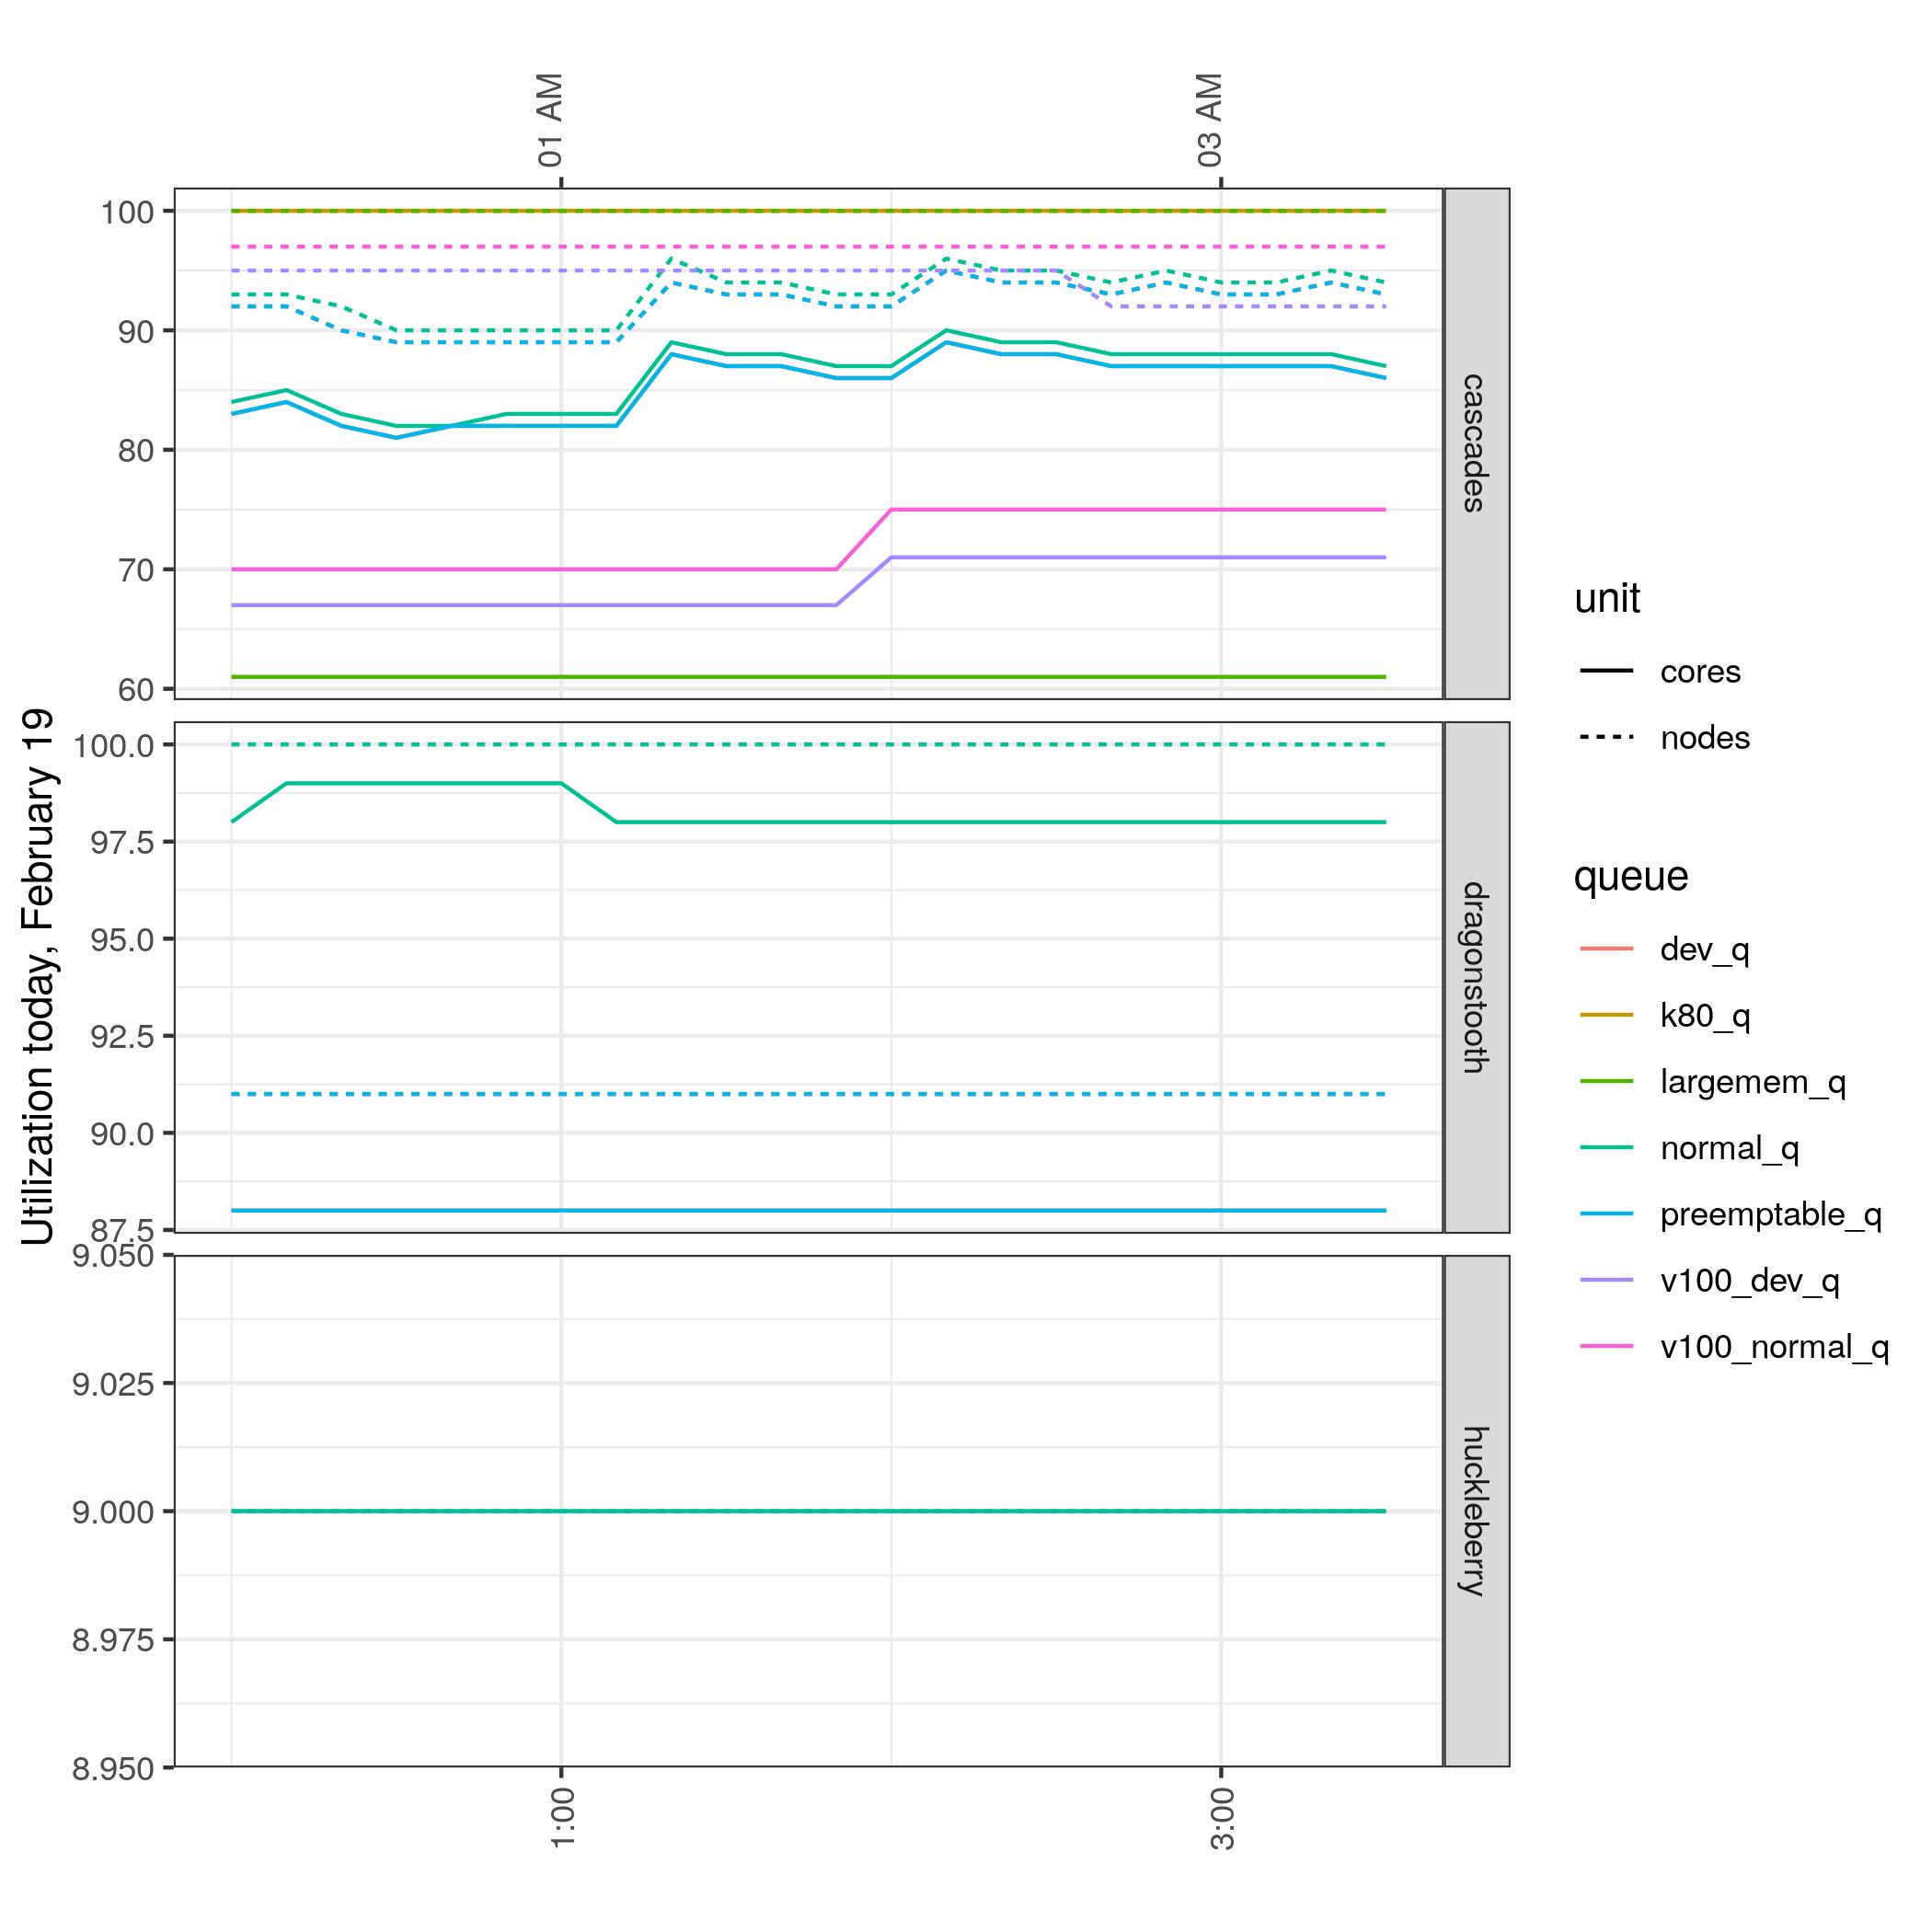 01 AM
03 AM
100
90
80
70
60
cascades
Utilization today, February 19
100.0
97.5
95.0
92.5
90.0
87.5
dragonstooth
9.050
9.025
9.000
8.975
8.950
huckleberry
1:00
3:00
unit
cores
nodes
queue
dev_q
k80_q
largemem_q
normal_q
preemptable_q
v100_dev_q
v100_normal_q